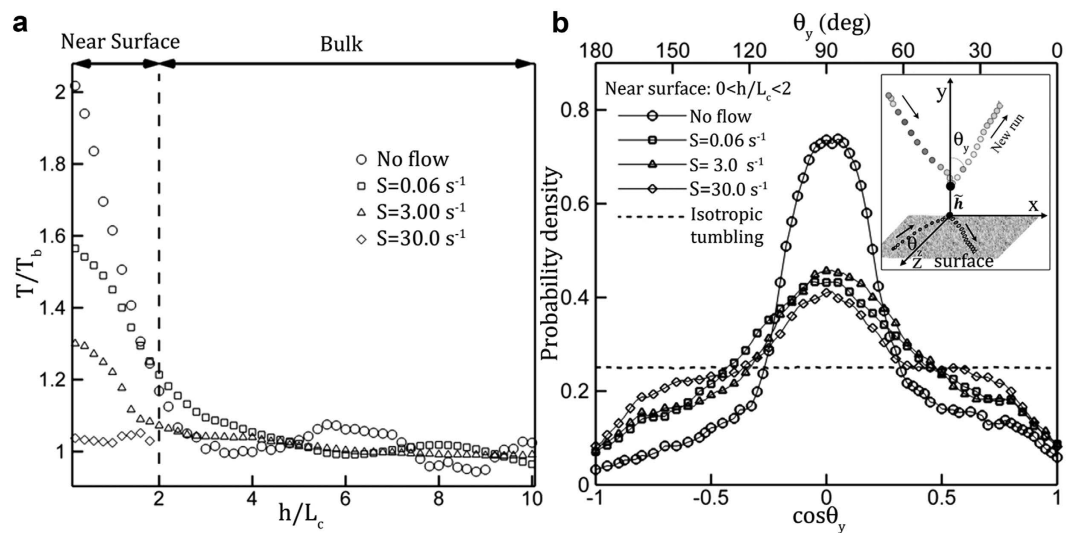 a
Near Surface
Bulk
2
1.8
1.6
1.4
1.2
1
T/T_b
0
2
4
6
8
10
h/L_c
No flow
S=0.06 s⁻¹
S=3.00 s⁻¹
S=30.0 s⁻¹
b
θ_y (deg)
180
150
120
90
60
30
0
Near surface: 0<h/L_c<2
No flow
S=0.06 s⁻¹
S= 3.0 s⁻¹
S=30.0 s⁻¹
Isotropic
tumbling
y
θ_y
New run
h̃
x
θ_z
z
surface
Probability density
0.8
0.6
0.4
0.2
0
-1
-0.5
0
0.5
1
cosθ_y